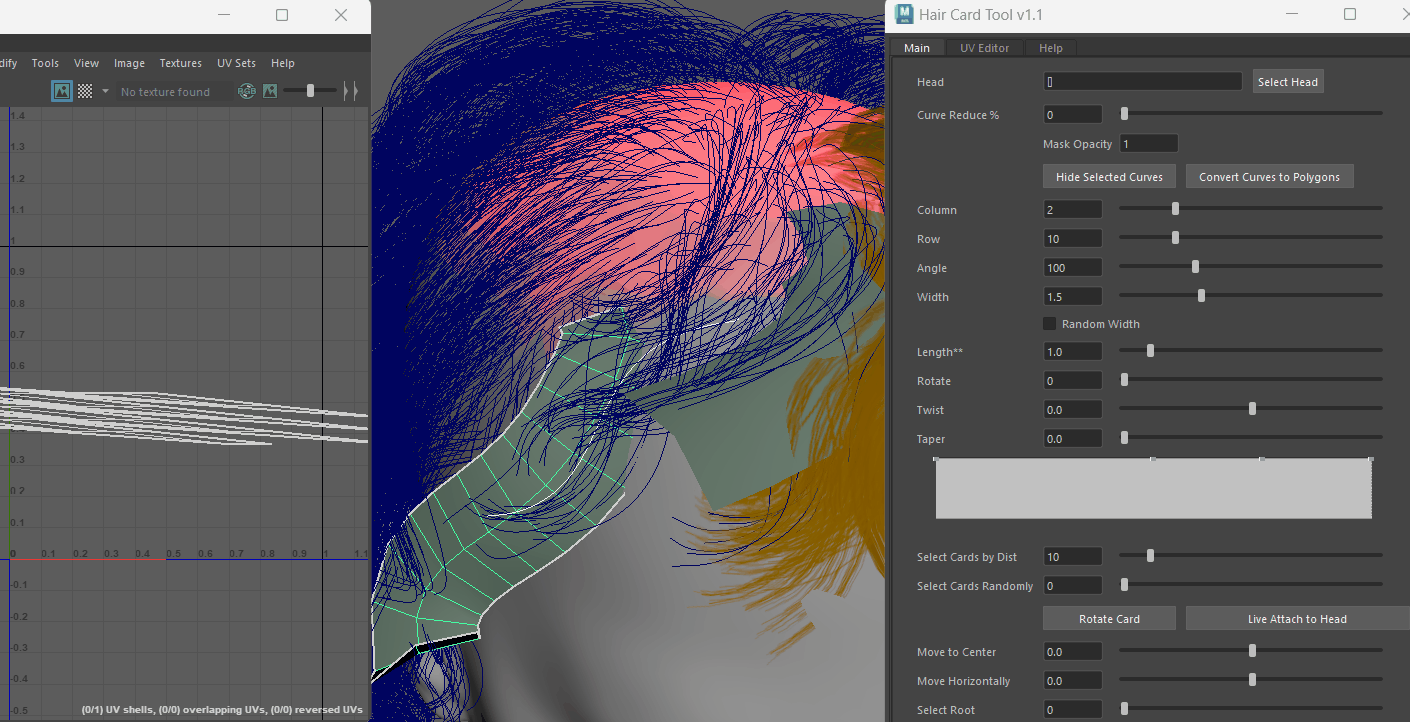 dify Tools View Image Textures UV Sets Help
No texture found
1.4
1.3
1.2
1.1
1
0.9
0.8
0.7
0.6
0.3
0.2
0.1
0 0.1 0.2 0.3 0.4 0.5 0.6 0.7 0.8 0.9 1 1.1
-0.1
-0.2
-0.3
-0.4
-0.5
(0/1) UV shells, (0/0) overlapping UVs, (0/0) reversed UVs
Hair Card Tool v1.1
Main UV Editor Help
Head [] Select Head
Curve Reduce % 0
Mask Opacity 1
Hide Selected Curves Convert Curves to Polygons
Column 2
Row 10
Angle 100
Width 1.5
Random Width
Length** 1.0
Rotate 0
Twist 0.0
Taper 0.0
Select Cards by Dist 10
Select Cards Randomly 0
Rotate Card Live Attach to Head
Move to Center 0.0
Move Horizontally 0.0
Select Root 0